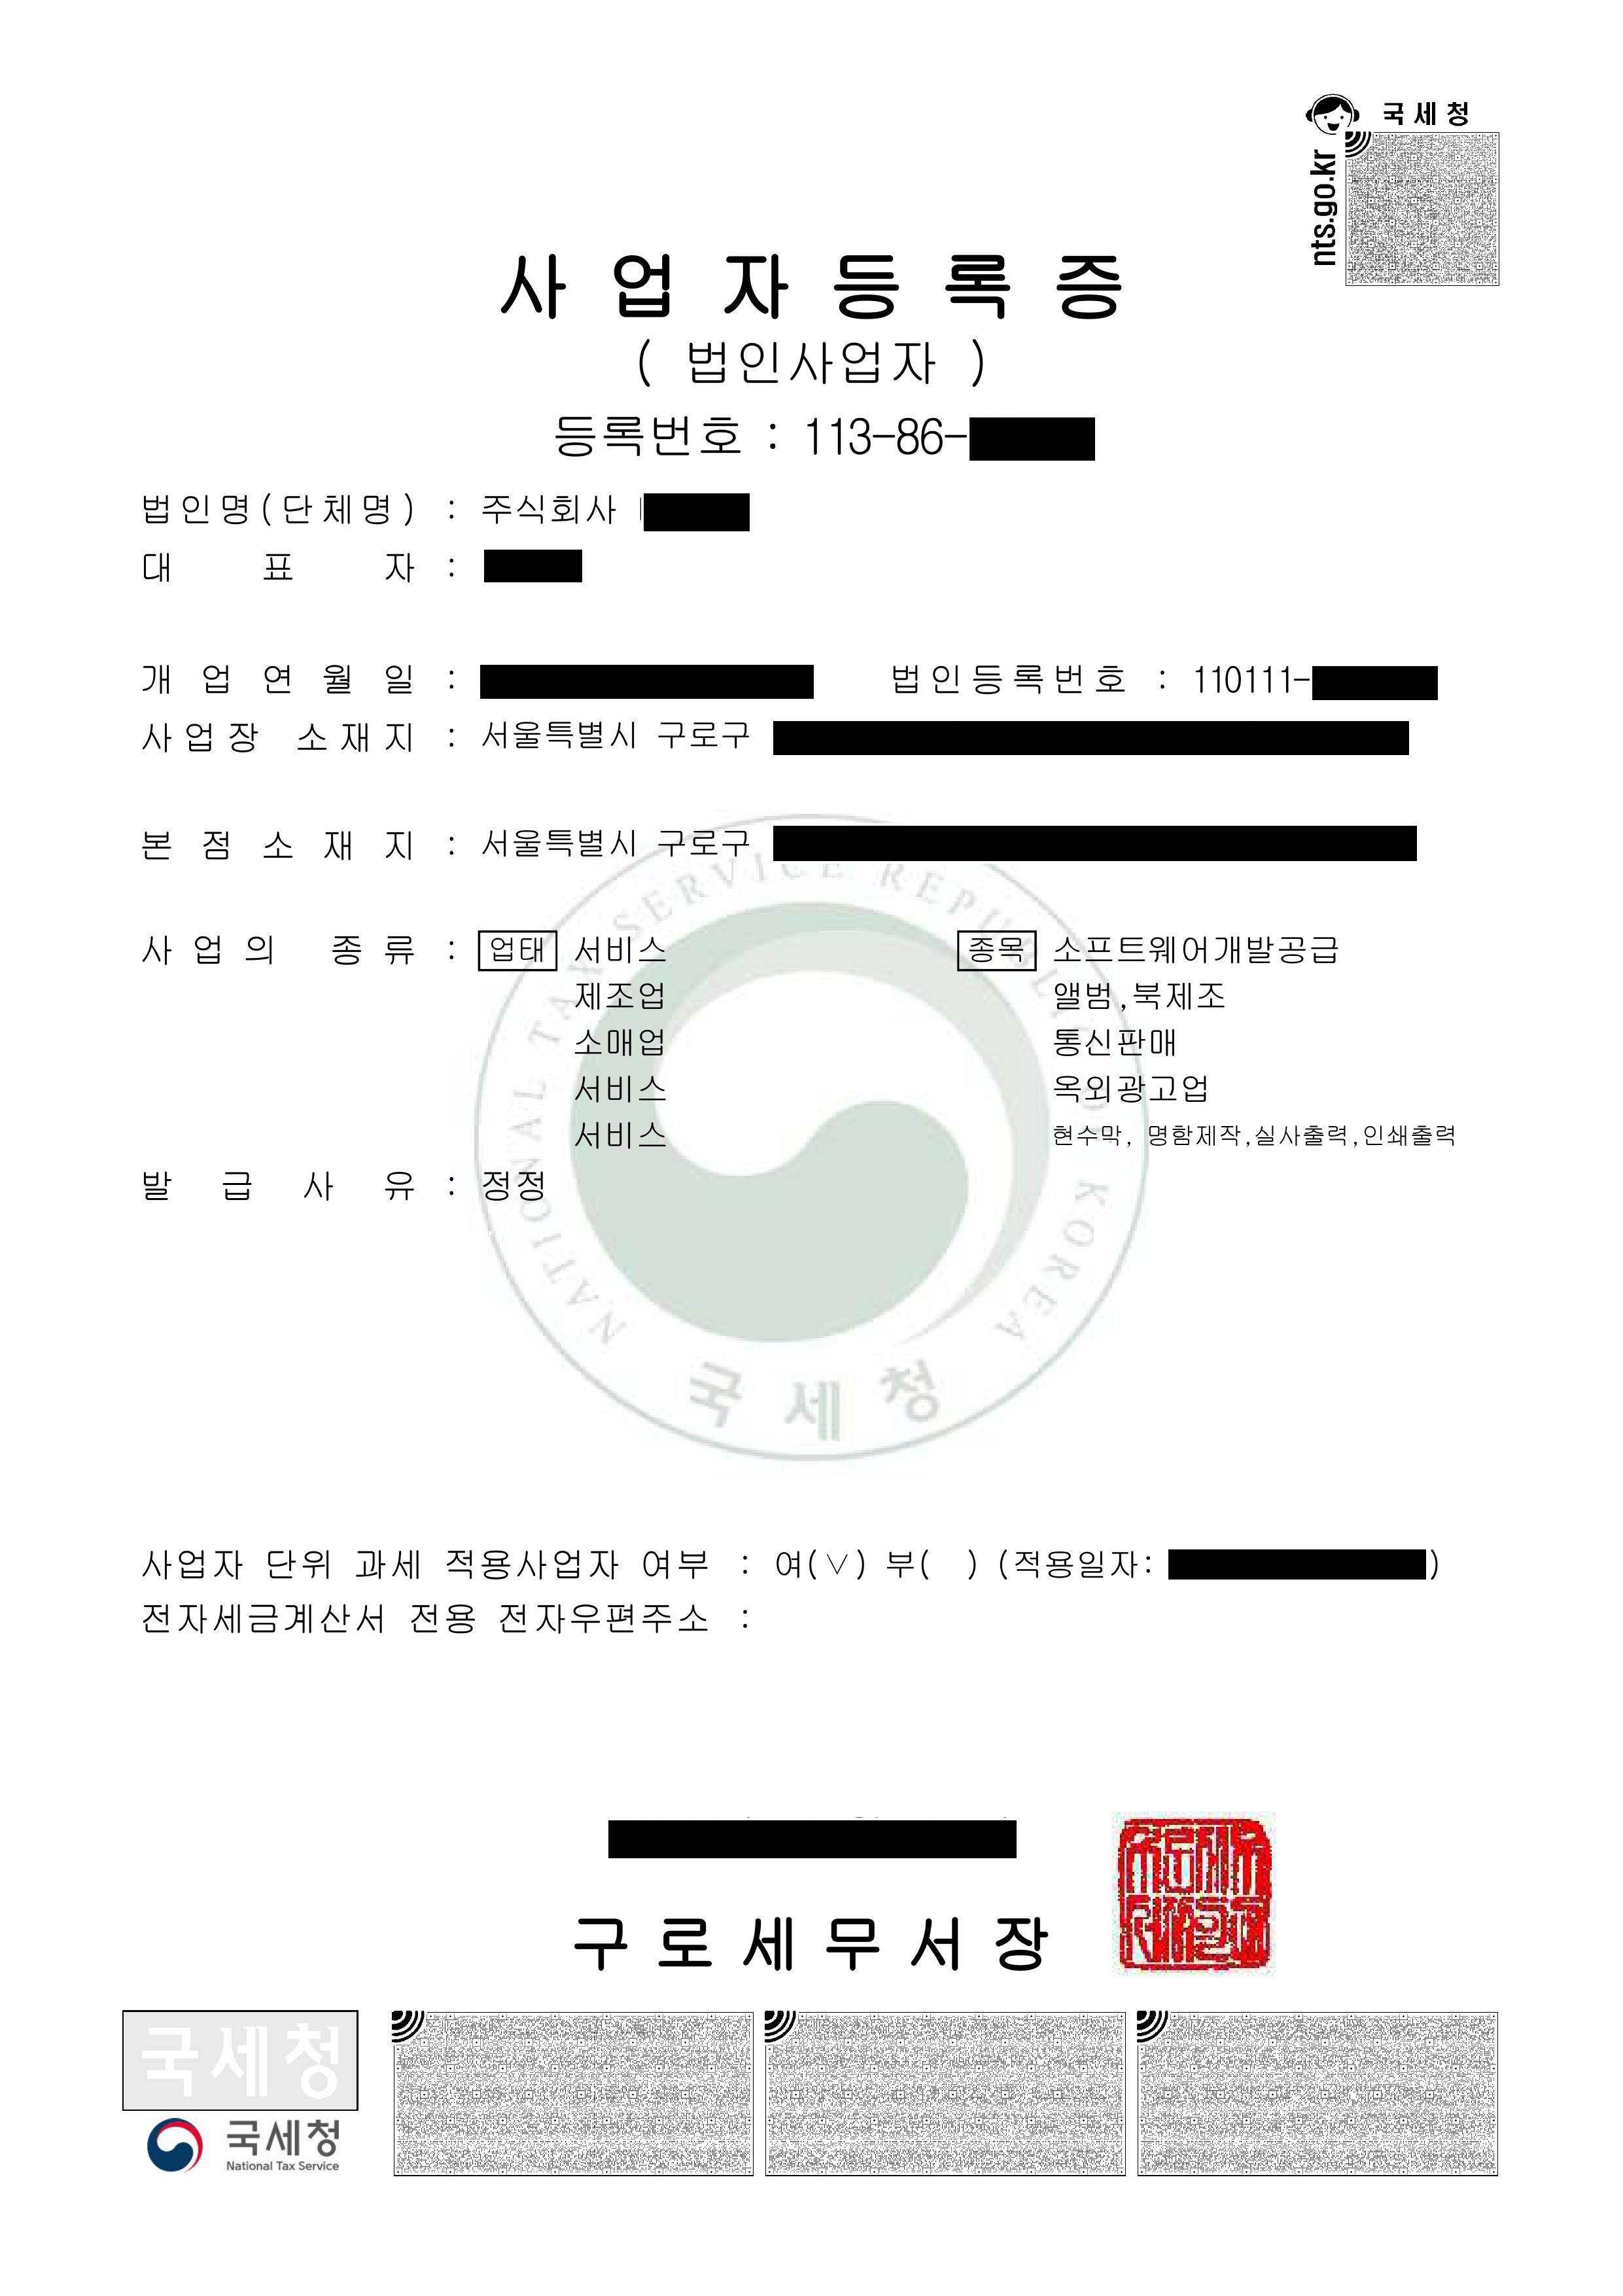 국세청
nts.go.kr
사업자등록증
( 법인사업자 )
등록번호 : 113-86-
법인명(단체명) : 주식회사
대표자 :
개업연월일 : 법인등록번호 : 110111-
사업장 소재지 : 서울특별시 구로구
본점소재지 : 서울특별시 구로구
사업의 종류 : 업태 서비스 종목 소프트웨어개발공급
제조업 앨범,북제조
소매업 통신판매
서비스 옥외광고업
서비스 현수막, 명함제작,실사출력,인쇄출력
발급사유 : 정정
NATIONAL TAX SERVICE REPUBLIC OF KOREA
국세청
사업자 단위 과세 적용사업자 여부 : 여(∨) 부( ) (적용일자: )
전자세금계산서 전용 전자우편주소 :
구로세무서장
국세청
국세청
National Tax Service